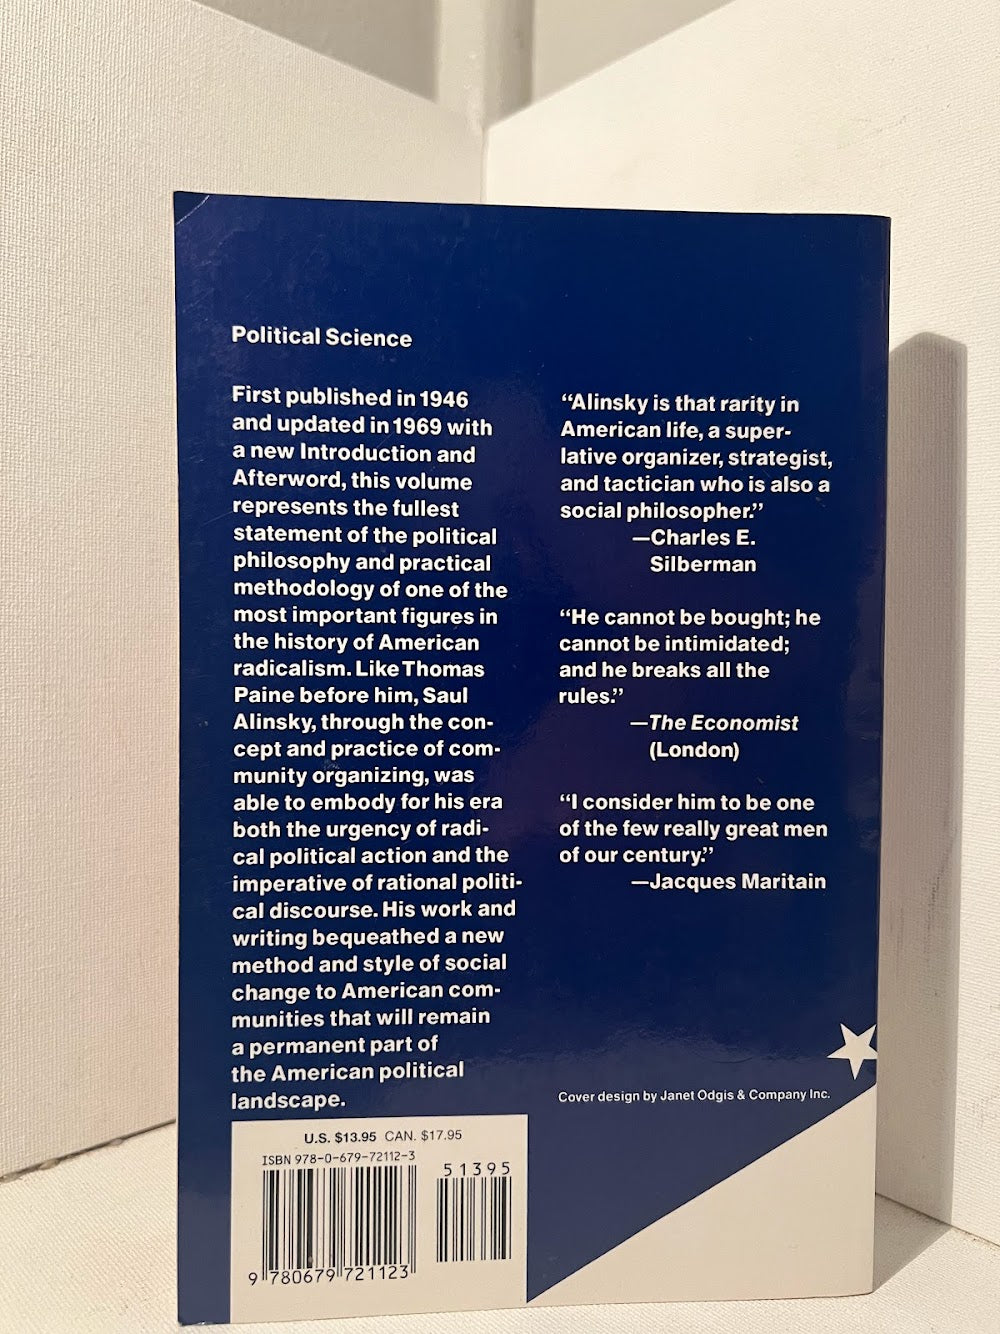 Political Science
First published in 1946
and updated in 1969 with
a new Introduction and
Afterword, this volume
represents the fullest
statement of the political
philosophy and practical
methodology of one of the
most important figures in
the history of American
radicalism. Like Thomas
Paine before him, Saul
Alinsky, through the con-
cept and practice of com-
munity organizing, was
able to embody for his era
both the urgency of radi-
cal political action and the
imperative of rational politi-
cal discourse. His work and
writing bequeathed a new
method and style of social
change to American com-
munities that will remain
a permanent part of
the American political
landscape.
“Alinsky is that rarity in
American life, a super-
lative organizer, strategist,
and tactician who is also a
social philosopher.”
—Charles E.
Silberman
“He cannot be bought; he
cannot be intimidated;
and he breaks all the
rules.”
—The Economist
(London)
“I consider him to be one
of the few really great men
of our century.”
—Jacques Maritain
Cover design by Janet Odgis & Company Inc.
U.S. $13.95 CAN. $17.95
ISBN 978-0-679-72112-3
51395
9 780679 721123